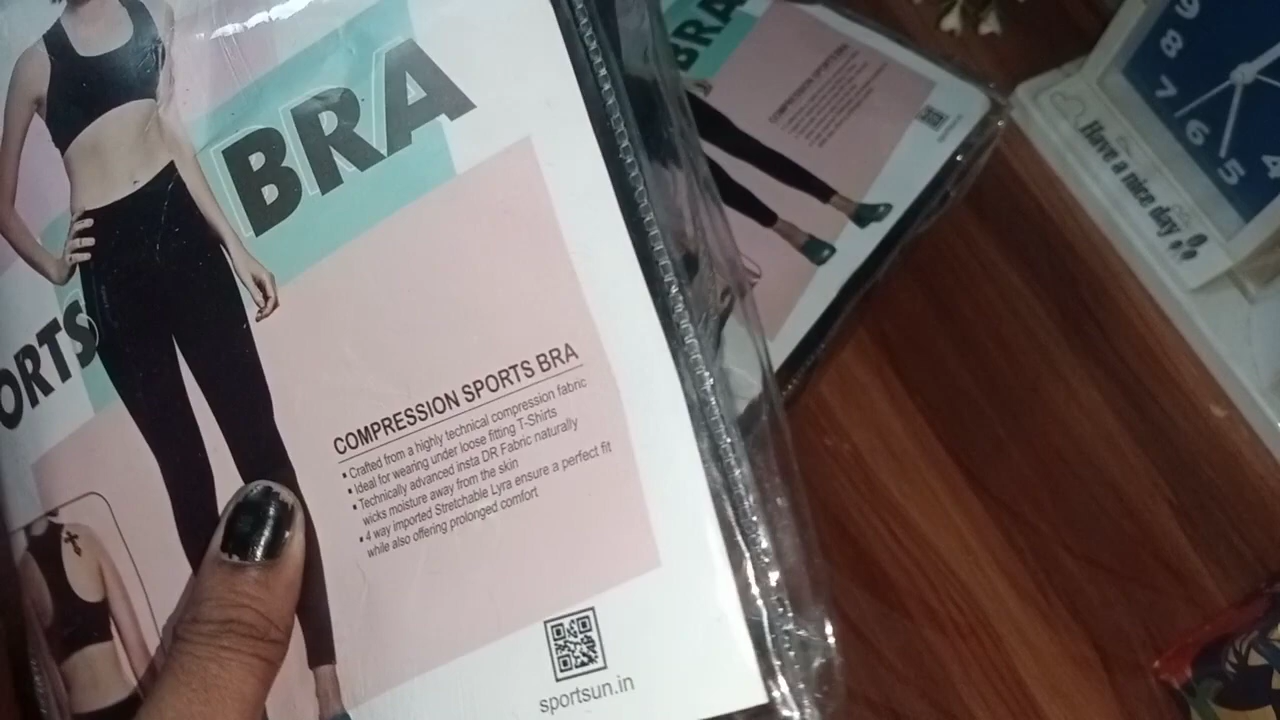 BRA
ORTS
COMPRESSION SPORTS BRA
▪ Crafted from a highly technical compression fabric
▪ Ideal for wearing under loose fitting T-Shirts
▪ Technically advanced insta DR Fabric naturally
wicks moisture away from the skin
▪ 4 way imported Stretchable Lyra ensure a perfect fit
while also offering prolonged comfort
sportsun.in
BRA
COMPRESSION SPORTS BRA
9
8
7
6
5
4
Have a nice day